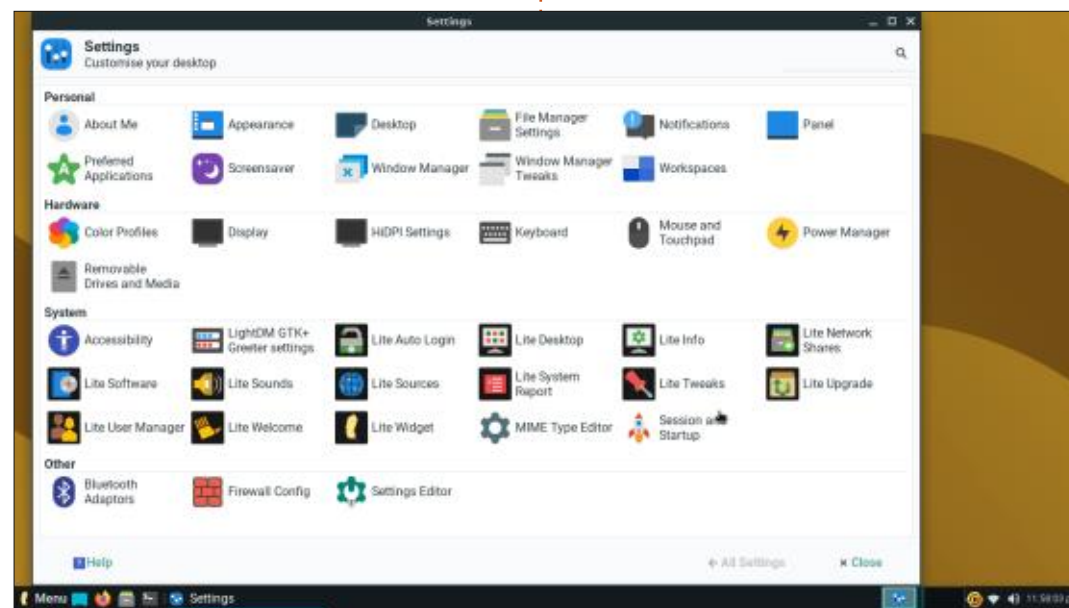 Settings
Settings
Customise your desktop
Personal
About Me
Appearance
Desktop
File Manager
Settings
Notifications
Panel
Preferred
Applications
Screensaver
Window Manager
Window Manager
Tweaks
Workspaces
Hardware
Color Profiles
Display
HiDPI Settings
Keyboard
Mouse and
Touchpad
Power Manager
Removable
Drives and Media
System
Accessibility
LightDM GTK+
Greeter settings
Lite Auto Login
Lite Desktop
Lite Info
Lite Network
Shares
Lite Software
Lite Sounds
Lite Sources
Lite System
Report
Lite Tweaks
Lite Upgrade
Lite User Manager
Lite Welcome
Lite Widget
MIME Type Editor
Session and
Startup
Other
Bluetooth
Adaptors
Firewall Config
Settings Editor
Help
All Settings
Close
Menu
Settings